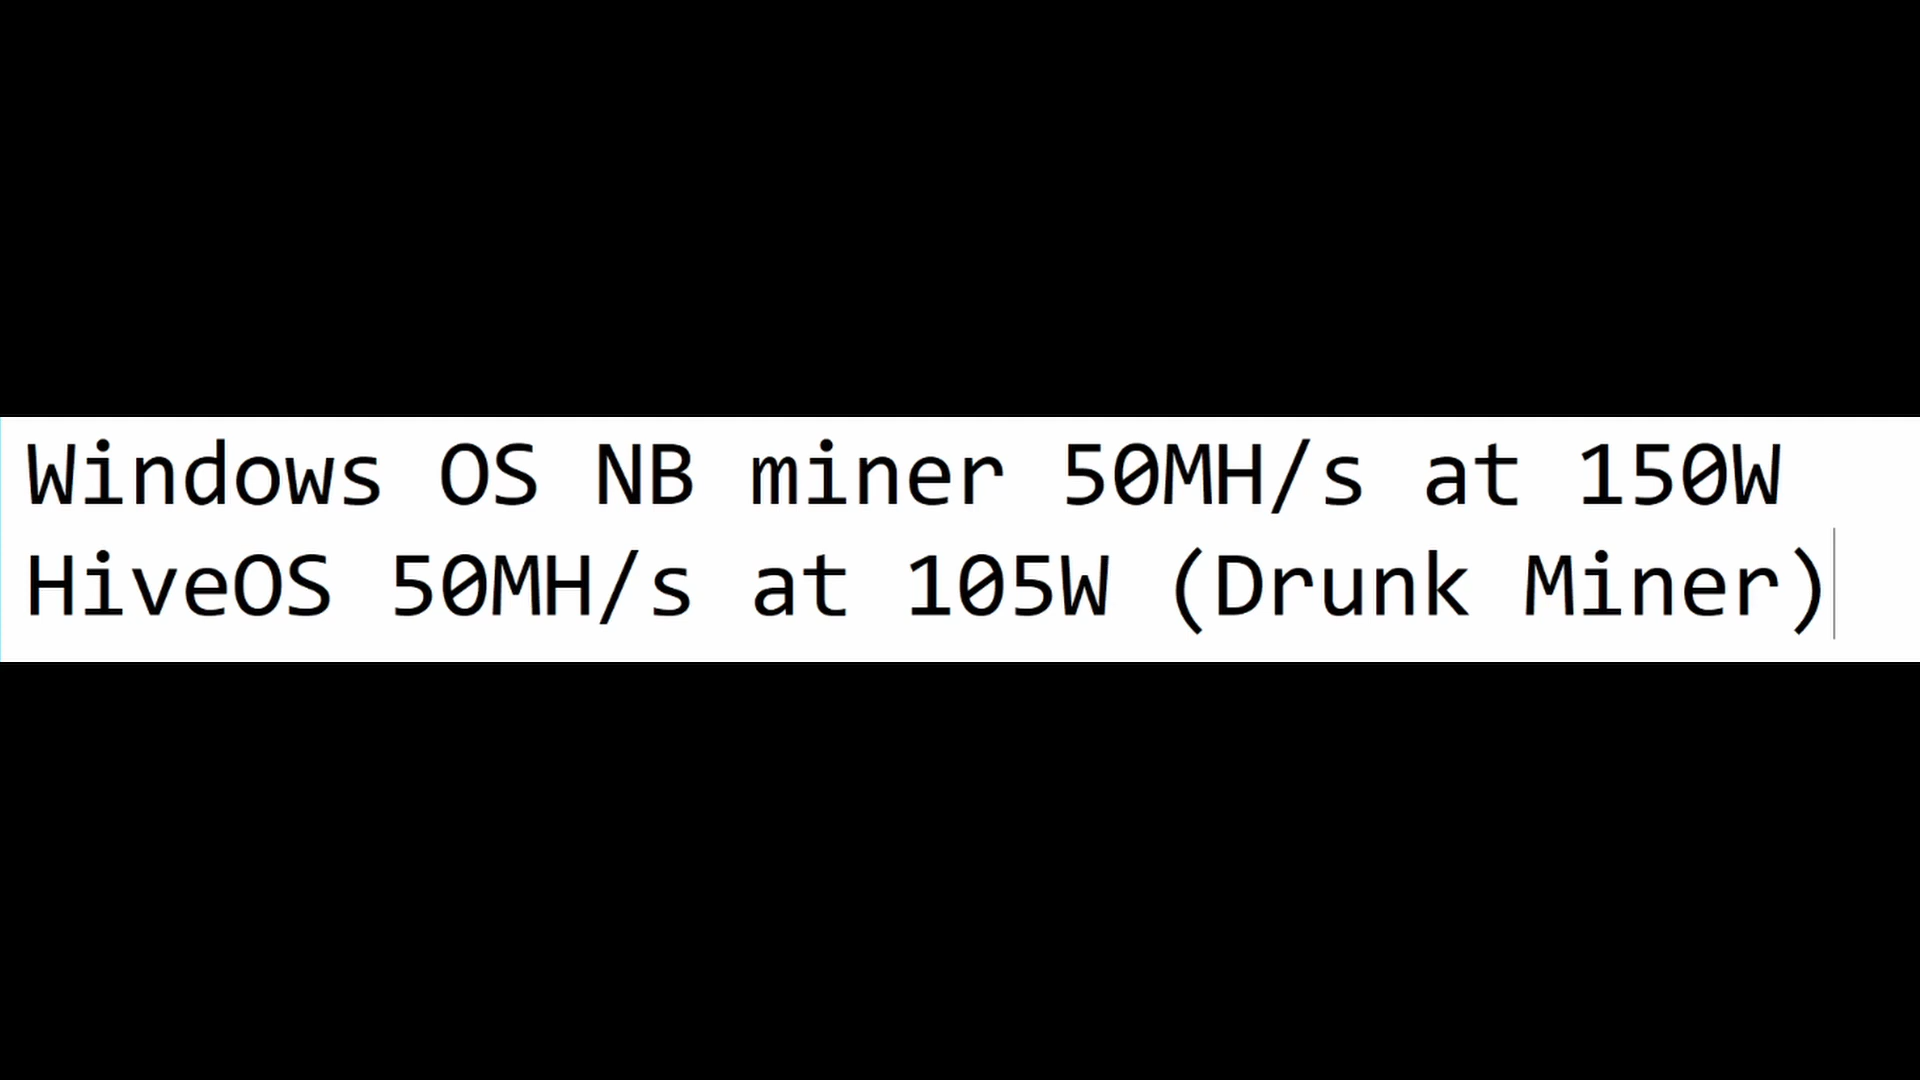 Windows OS NB miner 50MH/s at 150W
HiveOS 50MH/s at 105W (Drunk Miner)